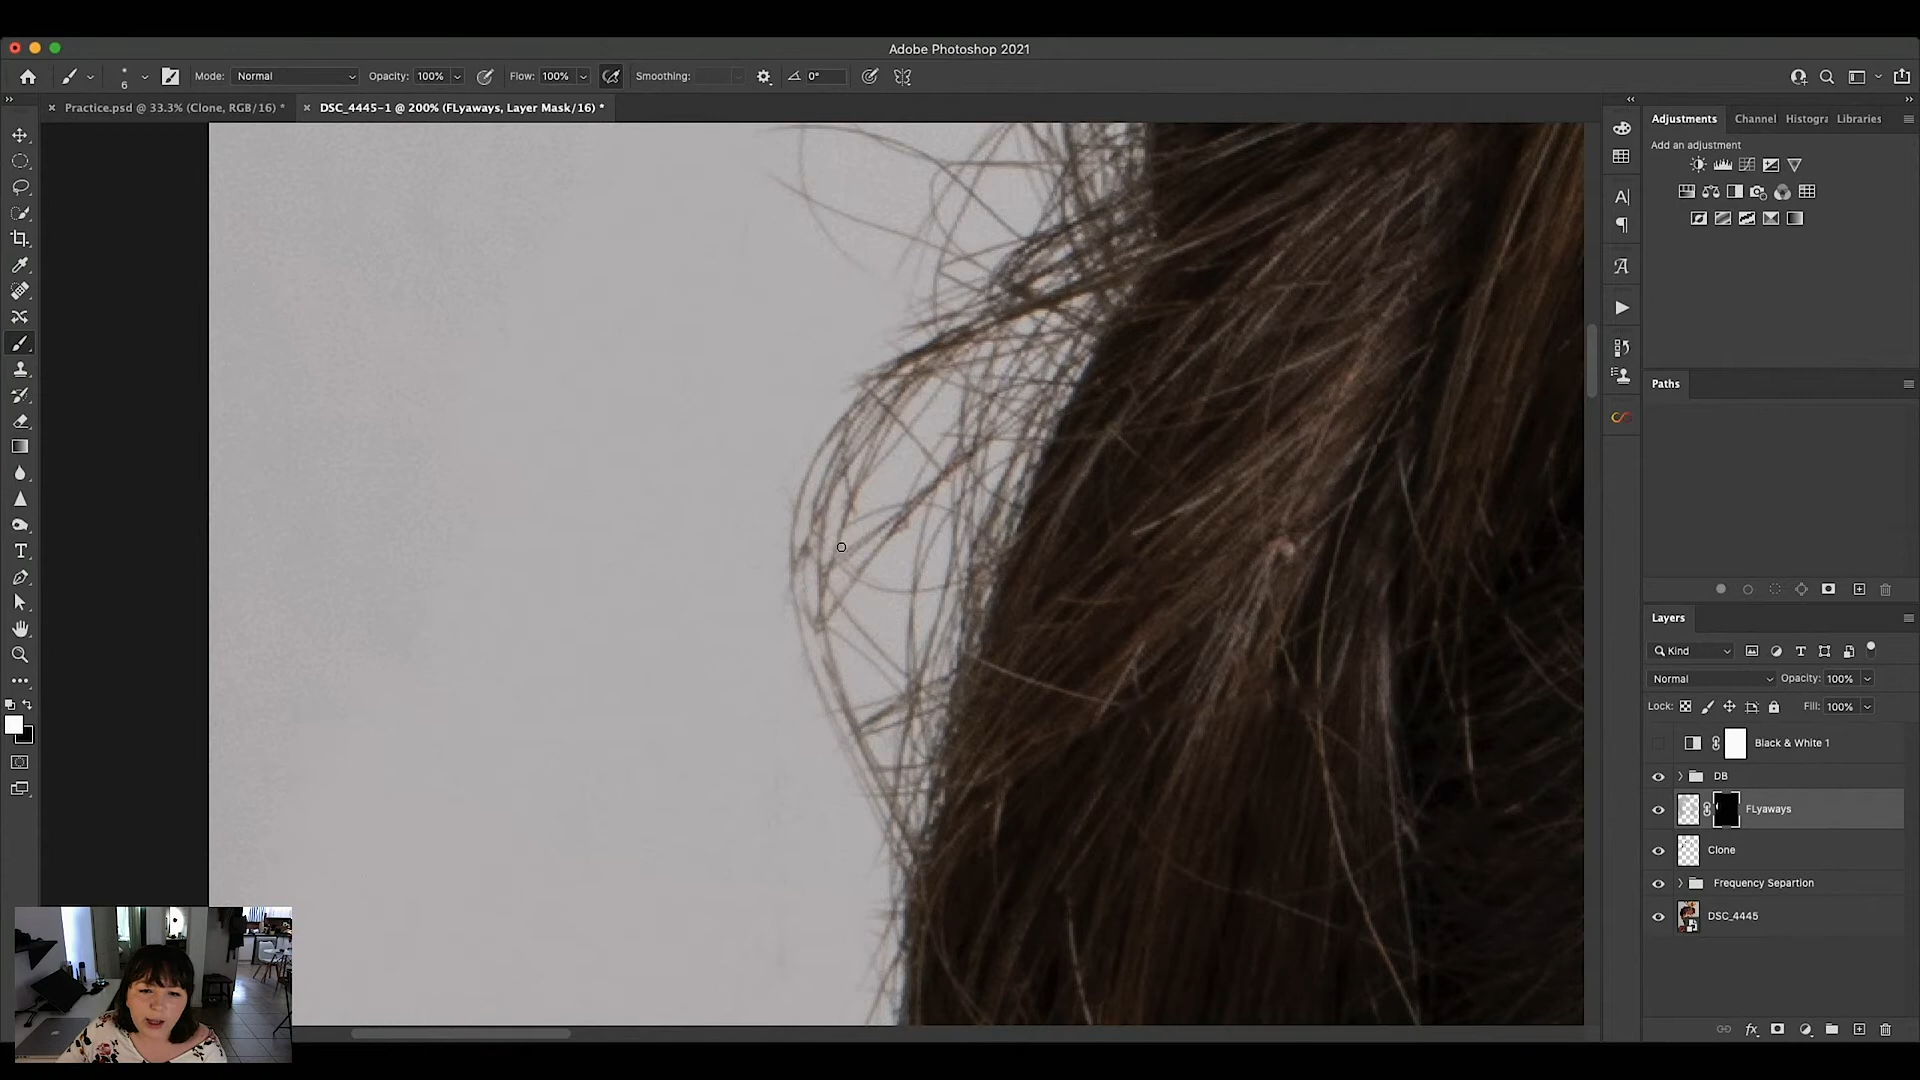 Adobe Photoshop 2021
6
Mode: Normal
Opacity: 100%
Flow: 100%
Smoothing:
0°
Practice.psd @ 33.3% (Clone, RGB/16) *
DSC_4445-1 @ 200% (FLyaways, Layer Mask/16) *
Adjustments
Channel
Histogra
Libraries
Add an adjustment
Paths
Layers
Kind
Normal
Opacity: 100%
Lock:
Fill: 100%
Black & White 1
DB
FLyaways
Clone
Frequency Separtion
DSC_4445